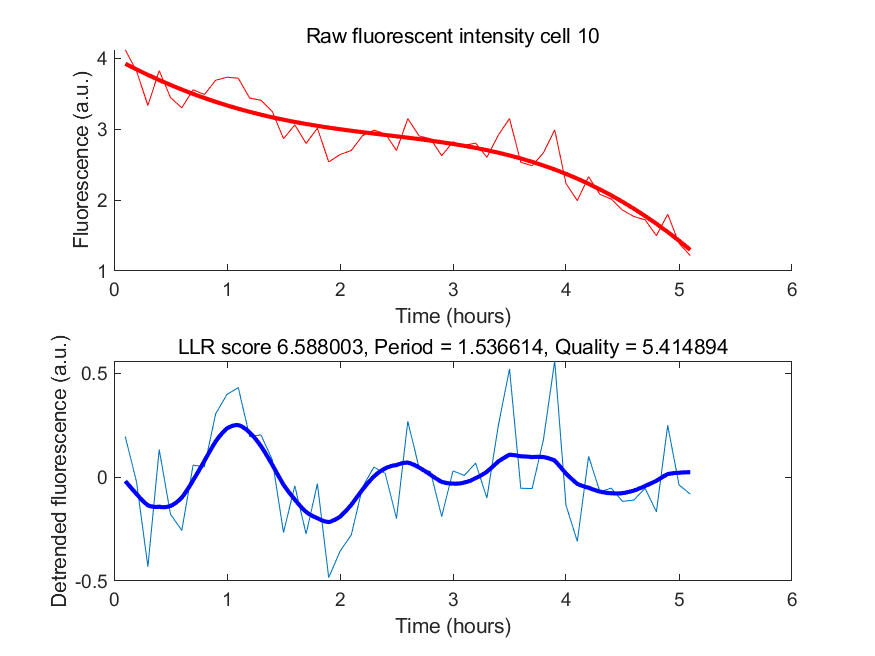 Raw fluorescent intensity cell 10
Fluorescence (a.u.)
4
3
2
1
0 1 2 3 4 5 6
Time (hours)
LLR score 6.588003, Period = 1.536614, Quality = 5.414894
Detrended fluorescence (a.u.)
0.5
0
-0.5
0 1 2 3 4 5 6
Time (hours)